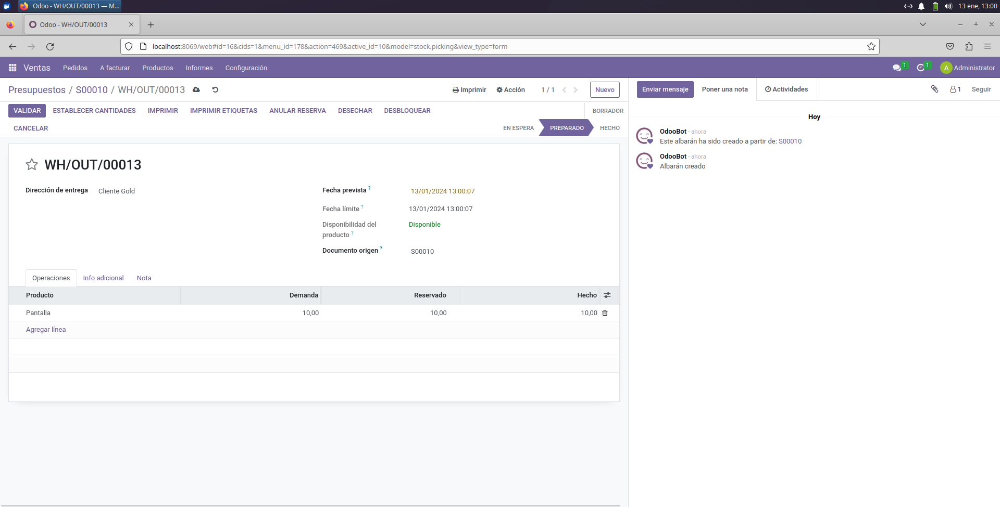 Odoo - WH/OUT/00013 — M...
13 ene, 13:00
Odoo - WH/OUT/00013
localhost:8069/web#id=16&cids=1&menu_id=178&action=469&active_id=10&model=stock.picking&view_type=form
Ventas Pedidos A facturar Productos Informes Configuración 1 1 A Administrator
Presupuestos / S00010 / WH/OUT/00013 Imprimir Acción 1 / 1 Nuevo
Enviar mensaje Poner una nota Actividades 1 Seguir
VALIDAR ESTABLECER CANTIDADES IMPRIMIR IMPRIMIR ETIQUETAS ANULAR RESERVA DESECHAR DESBLOQUEAR BORRADOR
CANCELAR EN ESPERA PREPARADO HECHO
WH/OUT/00013
Dirección de entrega Cliente Gold
Fecha prevista ? 13/01/2024 13:00:07
Fecha límite ? 13/01/2024 13:00:07
Disponibilidad del Disponible
producto ?
Documento origen ? S00010
Operaciones Info adicional Nota
Producto Demanda Reservado Hecho
Pantalla 10,00 10,00 10,00
Agregar línea
Hoy
OdooBot - ahora
Este albarán ha sido creado a partir de: S00010
OdooBot - ahora
Albarán creado